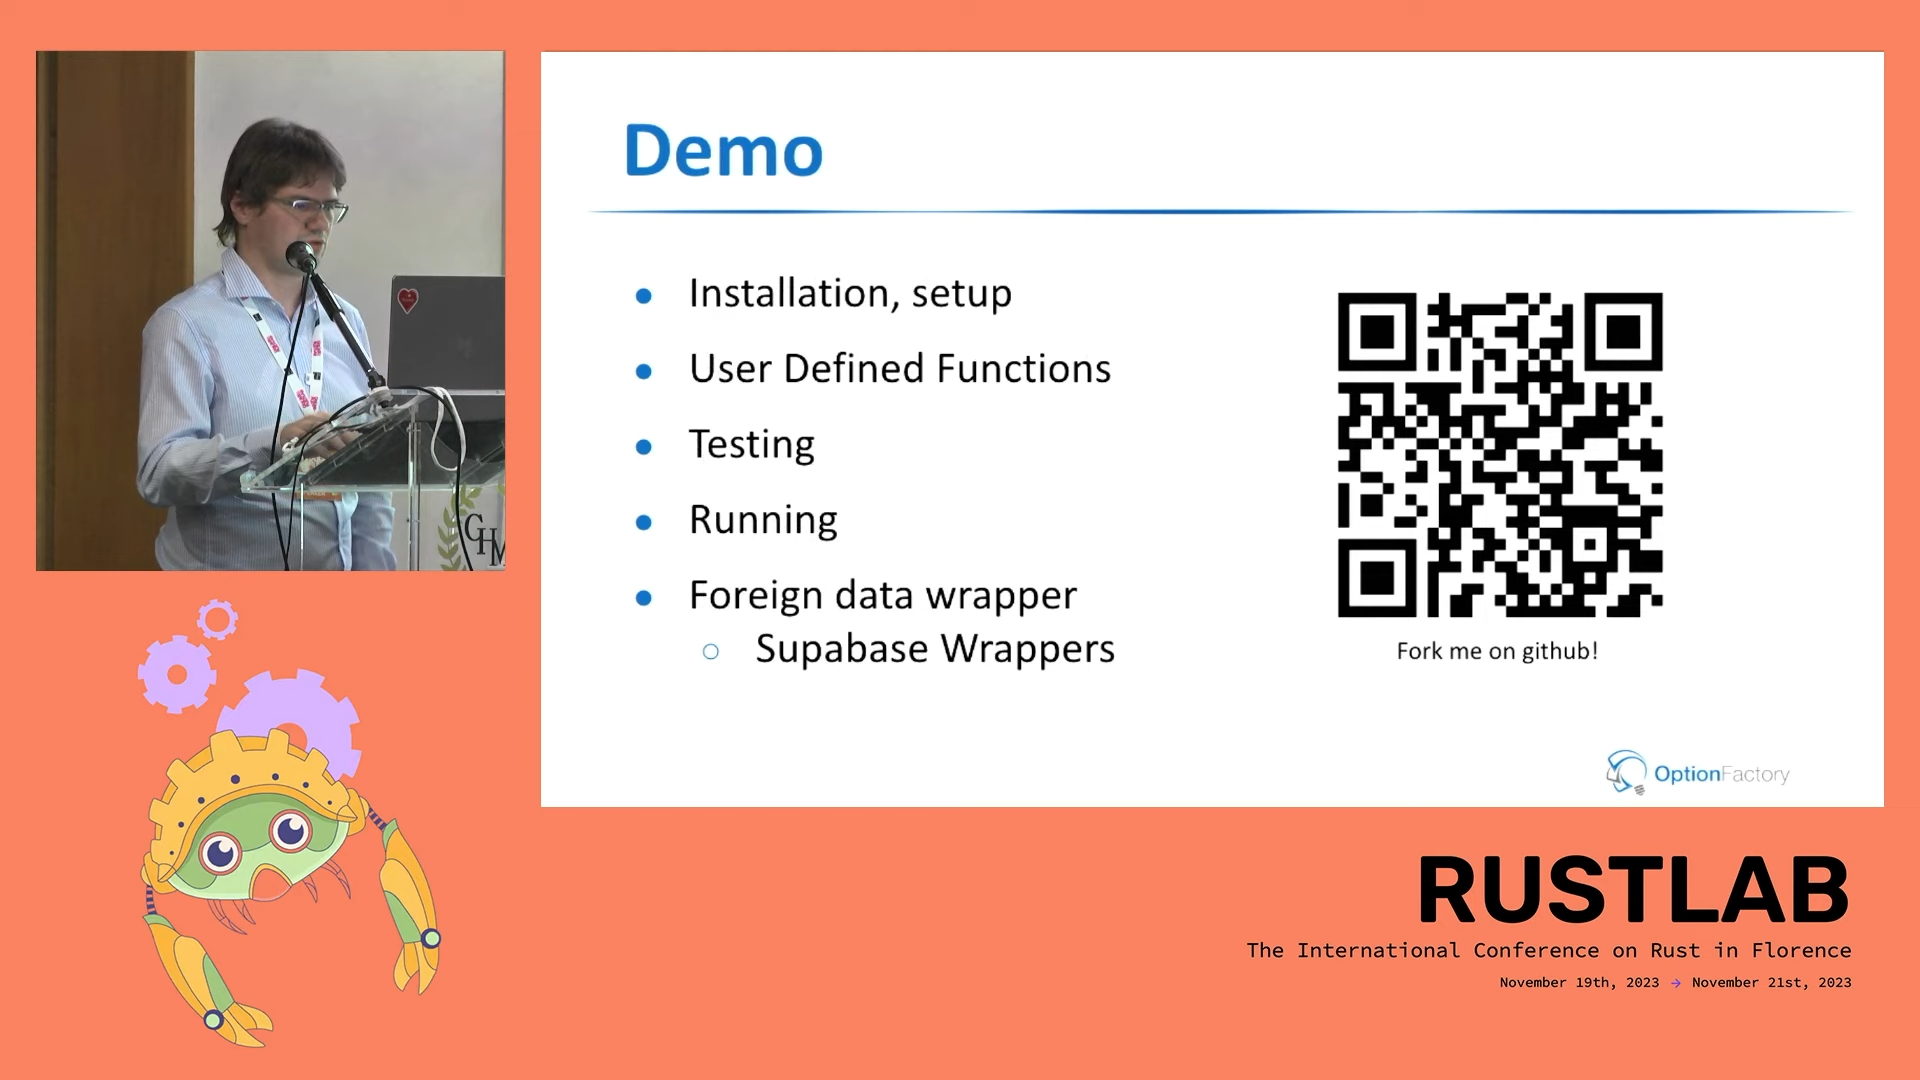 Demo
Installation, setup
User Defined Functions
Testing
Running
Foreign data wrapper
Supabase Wrappers
Fork me on github!
OptionFactory
GHM
RUSTLAB
The International Conference on Rust in Florence
November 19th, 2023 → November 21st, 2023